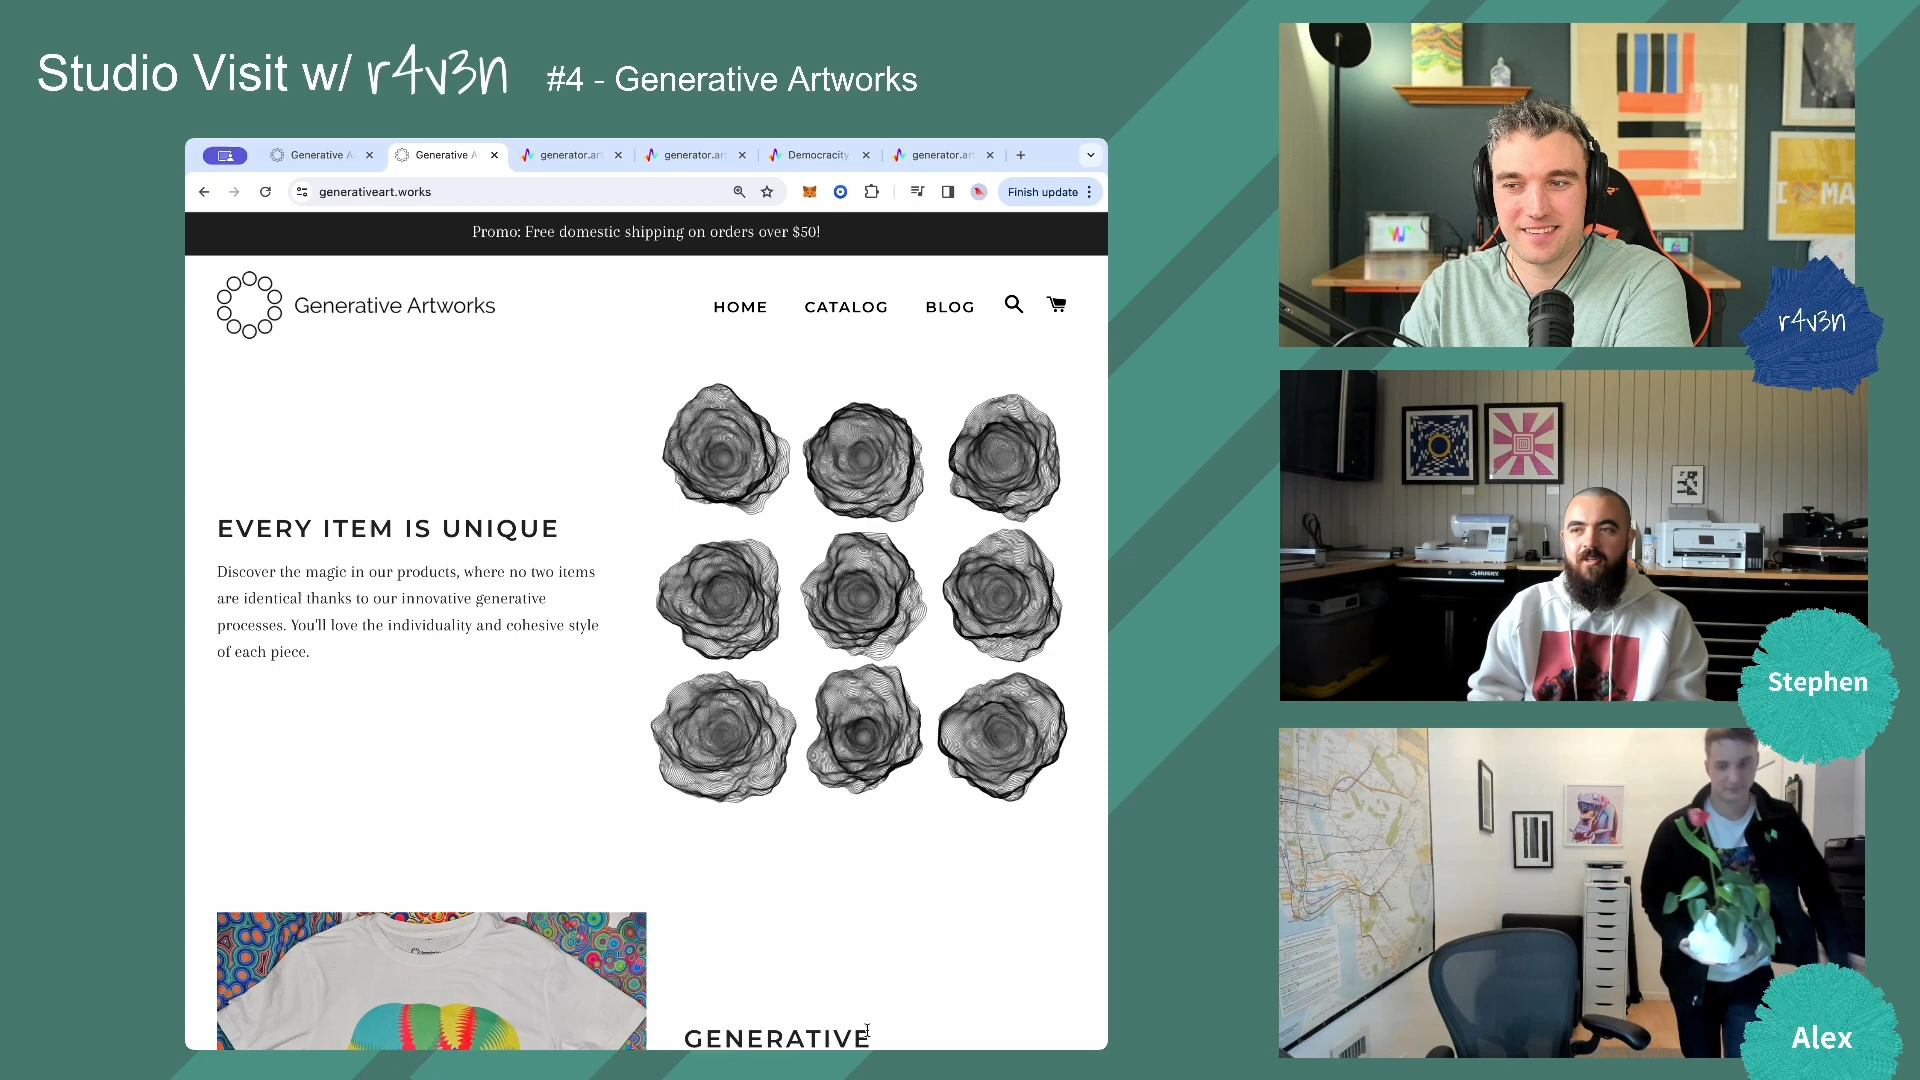 Studio Visit w/ r4v3n #4 - Generative Artworks
Generative A
Generative A
generator.ar
generator.ar
Democracity
generator.ar
generativeart.works
Finish update
Promo: Free domestic shipping on orders over $50!
Generative Artworks
HOME
CATALOG
BLOG
EVERY ITEM IS UNIQUE
Discover the magic in our products, where no two items
are identical thanks to our innovative generative
processes. You'll love the individuality and cohesive style
of each piece.
GENERATIVE
I
MA
r4v3n
HUSKY
Stephen
Alex